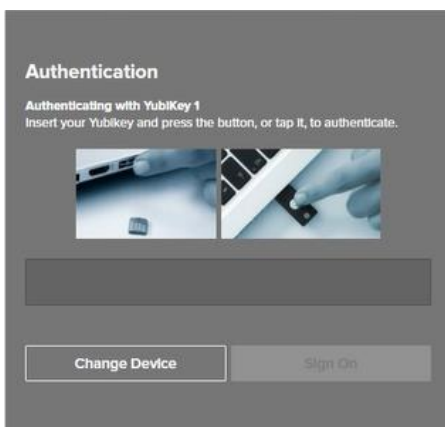 Authentication
Authenticating with YubiKey 1
Insert your Yubikey and press the button, or tap it, to authenticate.
Change Device
Sign On